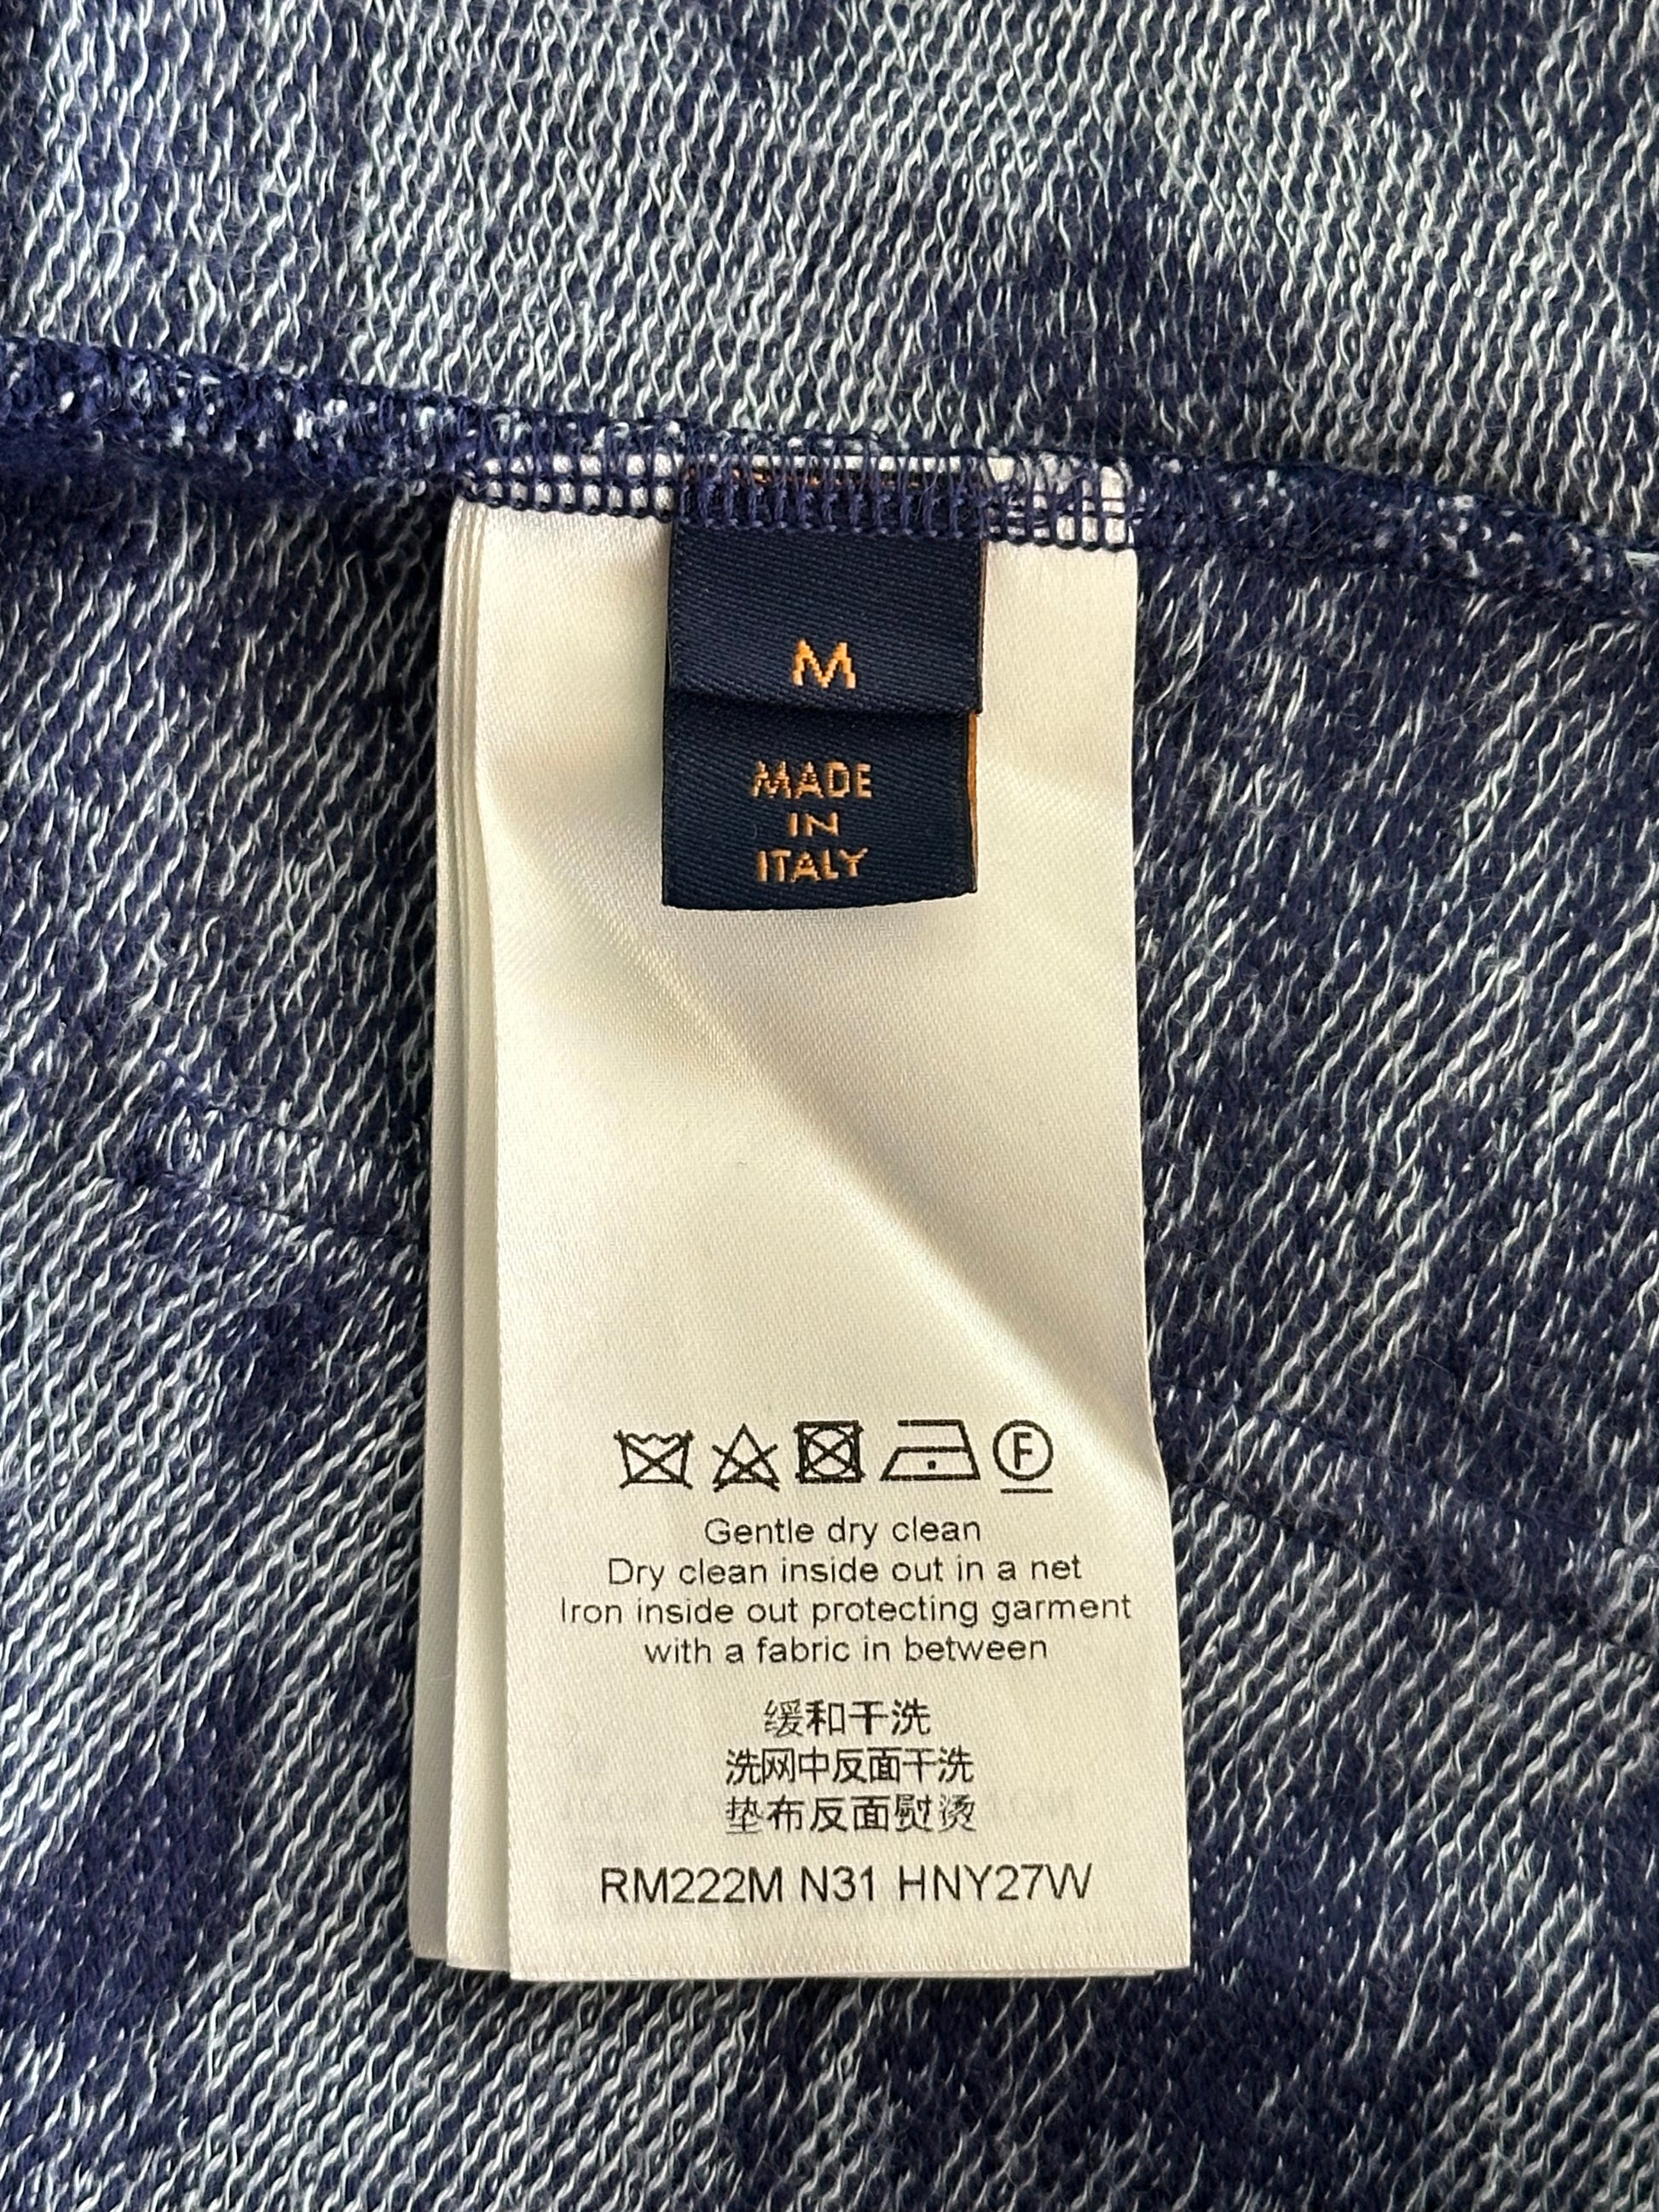 M
MADE
IN
ITALY
F
Gentle dry clean
Dry clean inside out in a net
Iron inside out protecting garment
with a fabric in between
缓和干洗
洗网中反面干洗
垫布反面熨烫
RM222M N31 HNY27W